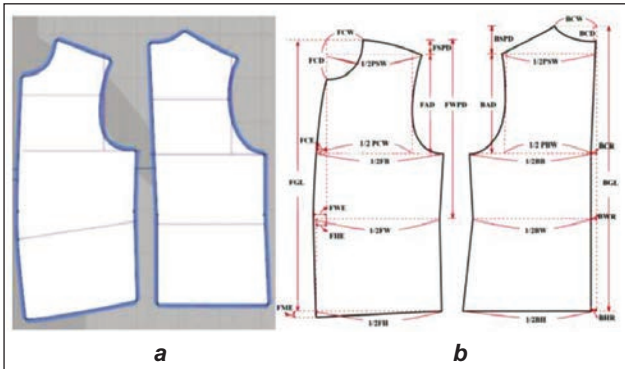 FCW
FCD
FSPD
1/2PSW
FAD
FWPD
FCE
1/2 PCW
1/2FB
FGL
FWE
FHE
1/2FW
FME
1/2FH
BCW
BCD
BSPD
1/2PSW
BAD
1/2 PBW
BCR
1/2BB
BGL
BWR
1/2BW
BHR
1/2BH
a
b